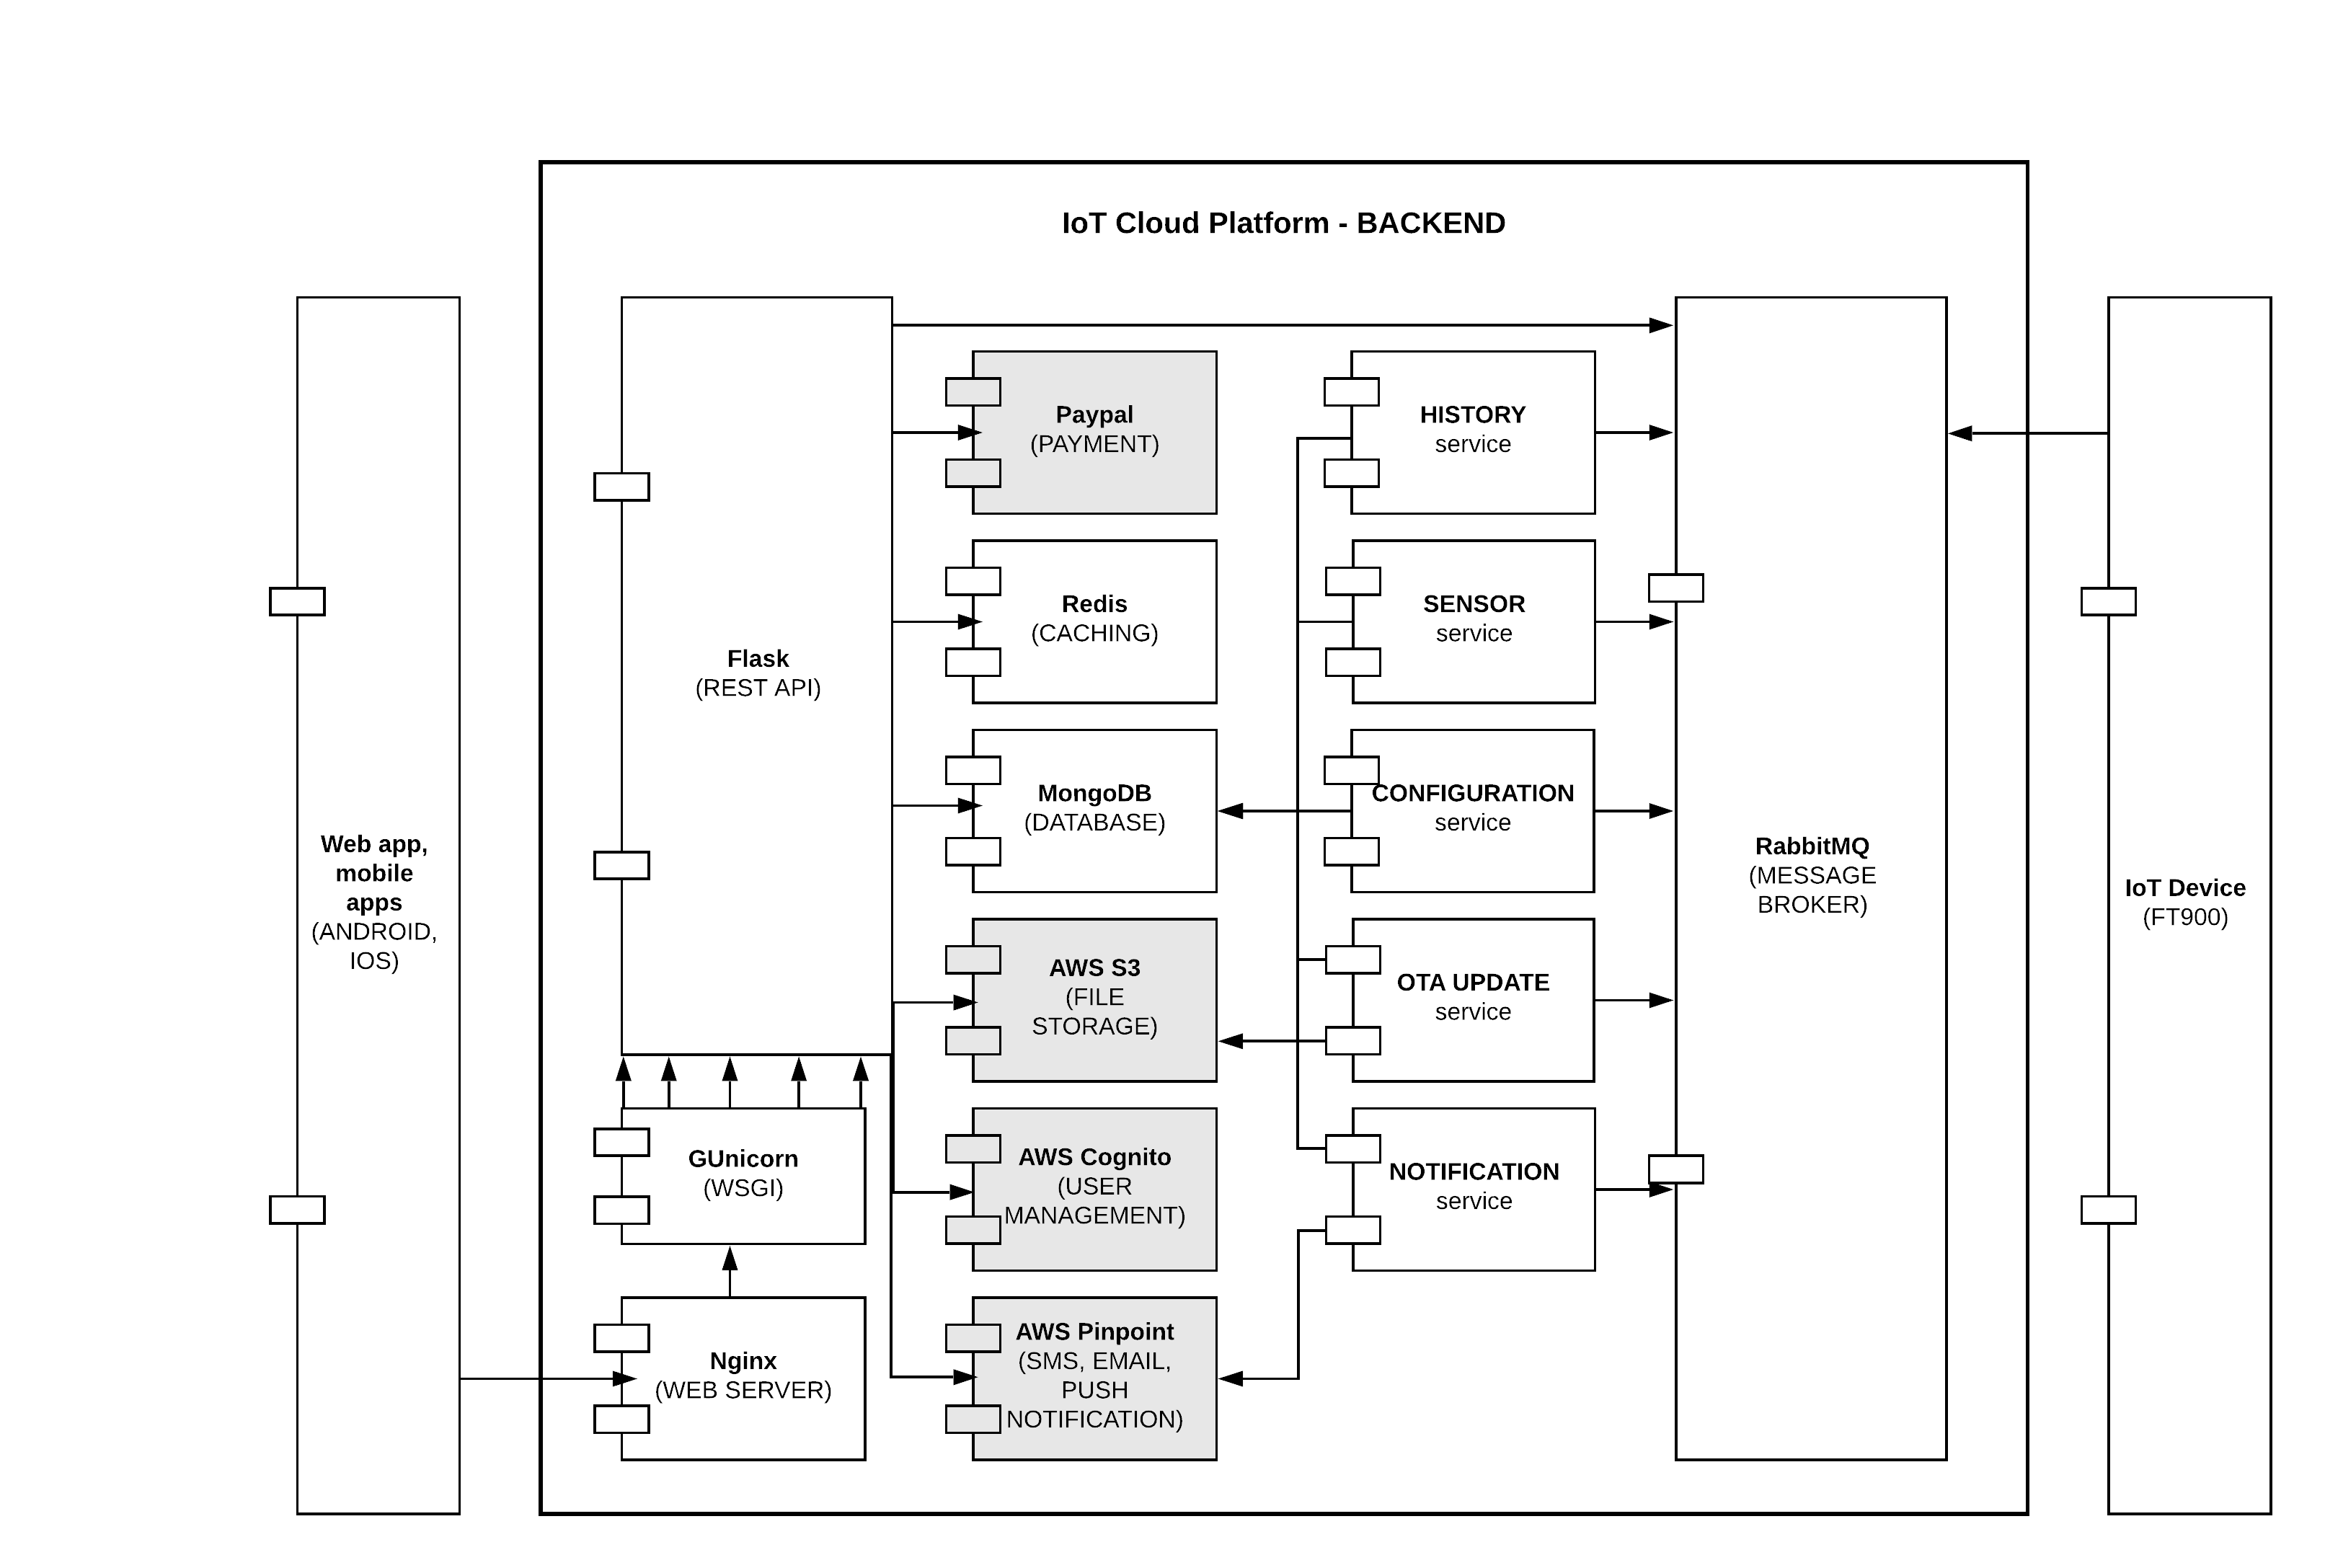 IoT Cloud Platform - BACKEND
Web app,
mobile
apps
(ANDROID,
IOS)
Flask
(REST API)
GUnicorn
(WSGI)
Nginx
(WEB SERVER)
Paypal
(PAYMENT)
Redis
(CACHING)
MongoDB
(DATABASE)
AWS S3
(FILE
STORAGE)
AWS Cognito
(USER
MANAGEMENT)
AWS Pinpoint
(SMS, EMAIL,
PUSH
NOTIFICATION)
HISTORY
service
SENSOR
service
CONFIGURATION
service
OTA UPDATE
service
NOTIFICATION
service
RabbitMQ
(MESSAGE
BROKER)
IoT Device
(FT900)